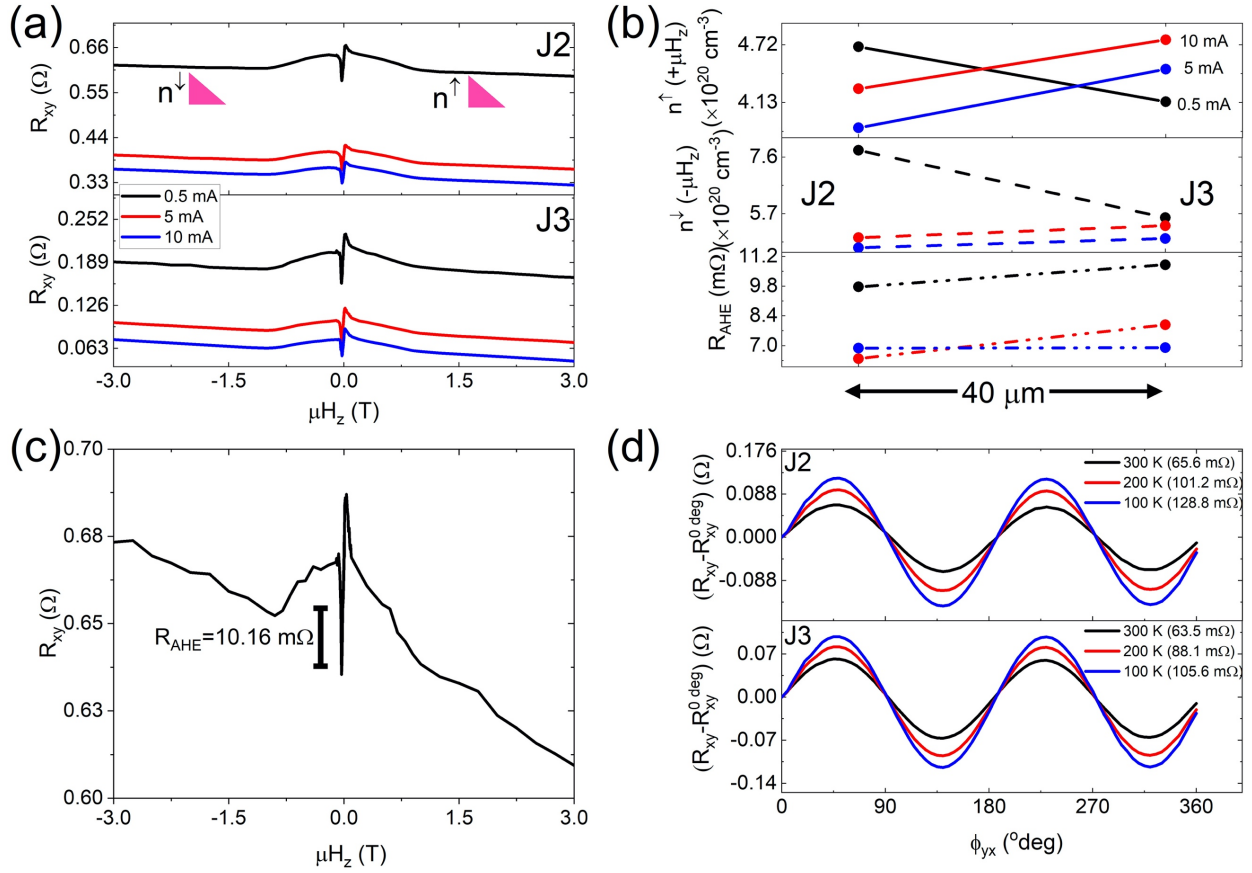 (a)
J2
0.66
0.55
0.44
0.33
R_xy (Ω)
n↓
n↑
0.5 mA
5 mA
10 mA
J3
0.252
0.189
0.126
0.063
R_xy (Ω)
-3.0 -1.5 0.0 1.5 3.0
μH_z (T)
(b)
n↑ (+μH_z)
(×10^20 cm^-3)
4.72
4.13
10 mA
5 mA
0.5 mA
n↓ (-μH_z)
(×10^20 cm^-3)
7.6
5.7
J2
J3
R_AHE (mΩ)
11.2
9.8
8.4
7.0
40 μm
(c)
0.70
0.68
0.65
0.63
0.60
R_xy (Ω)
R_AHE=10.16 mΩ
-3.0 -1.5 0.0 1.5 3.0
μH_z (T)
(d)
J2
(R_xy-R_xy^0 deg) (Ω)
0.176
0.088
0.000
-0.088
300 K (65.6 mΩ)
200 K (101.2 mΩ)
100 K (128.8 mΩ)
J3
(R_xy-R_xy^0 deg) (Ω)
0.07
0.00
-0.07
-0.14
300 K (63.5 mΩ)
200 K (88.1 mΩ)
100 K (105.6 mΩ)
0 90 180 270 360
ϕ_yx (°deg)